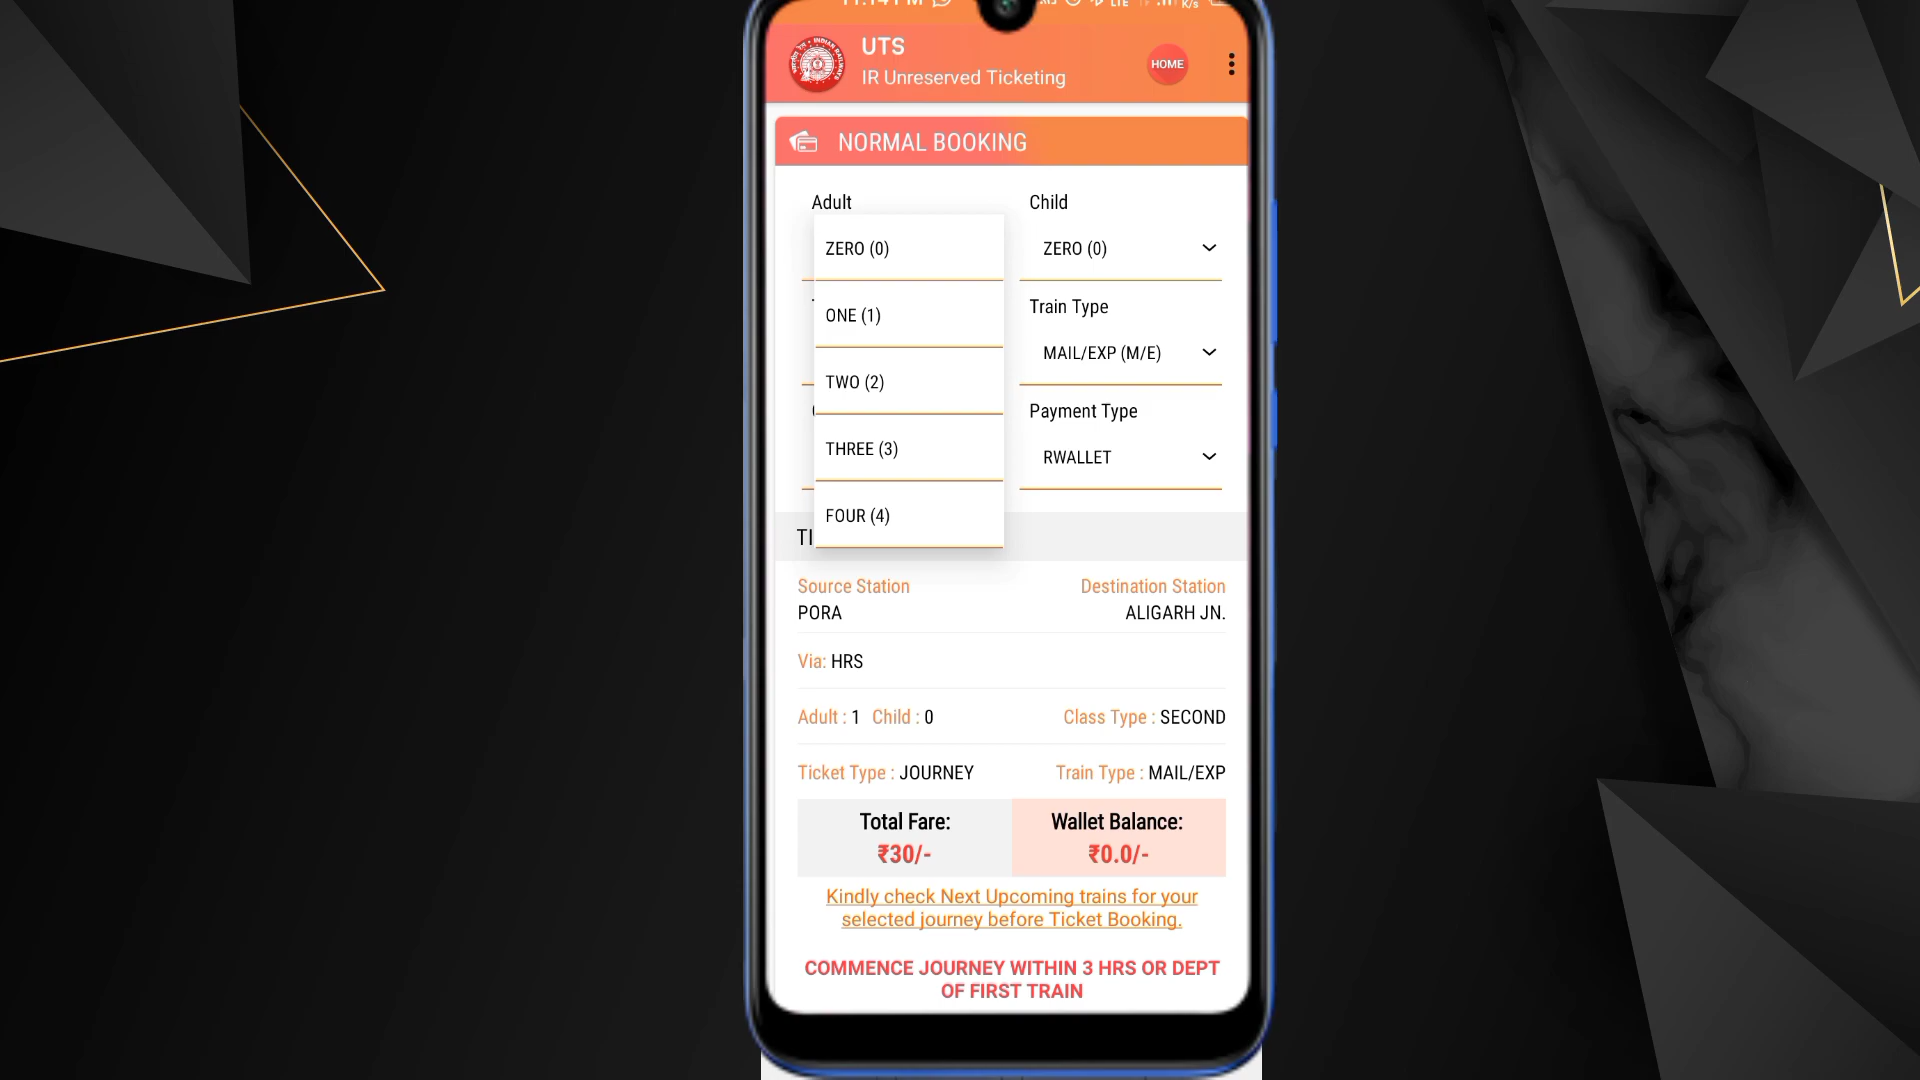 LTE
K/s
UTS
IR Unreserved Ticketing
HOME
NORMAL BOOKING
Adult
Child
ZERO (0)
ZERO (0)
ONE (1)
Train Type
MAIL/EXP (M/E)
TWO (2)
Payment Type
THREE (3)
RWALLET
FOUR (4)
TI
Source Station
Destination Station
PORA
ALIGARH JN.
Via: HRS
Adult : 1 Child : 0
Class Type : SECOND
Ticket Type : JOURNEY
Train Type : MAIL/EXP
Total Fare:
Wallet Balance:
₹30/-
₹0.0/-
Kindly check Next Upcoming trains for your
selected journey before Ticket Booking.
COMMENCE JOURNEY WITHIN 3 HRS OR DEPT
OF FIRST TRAIN